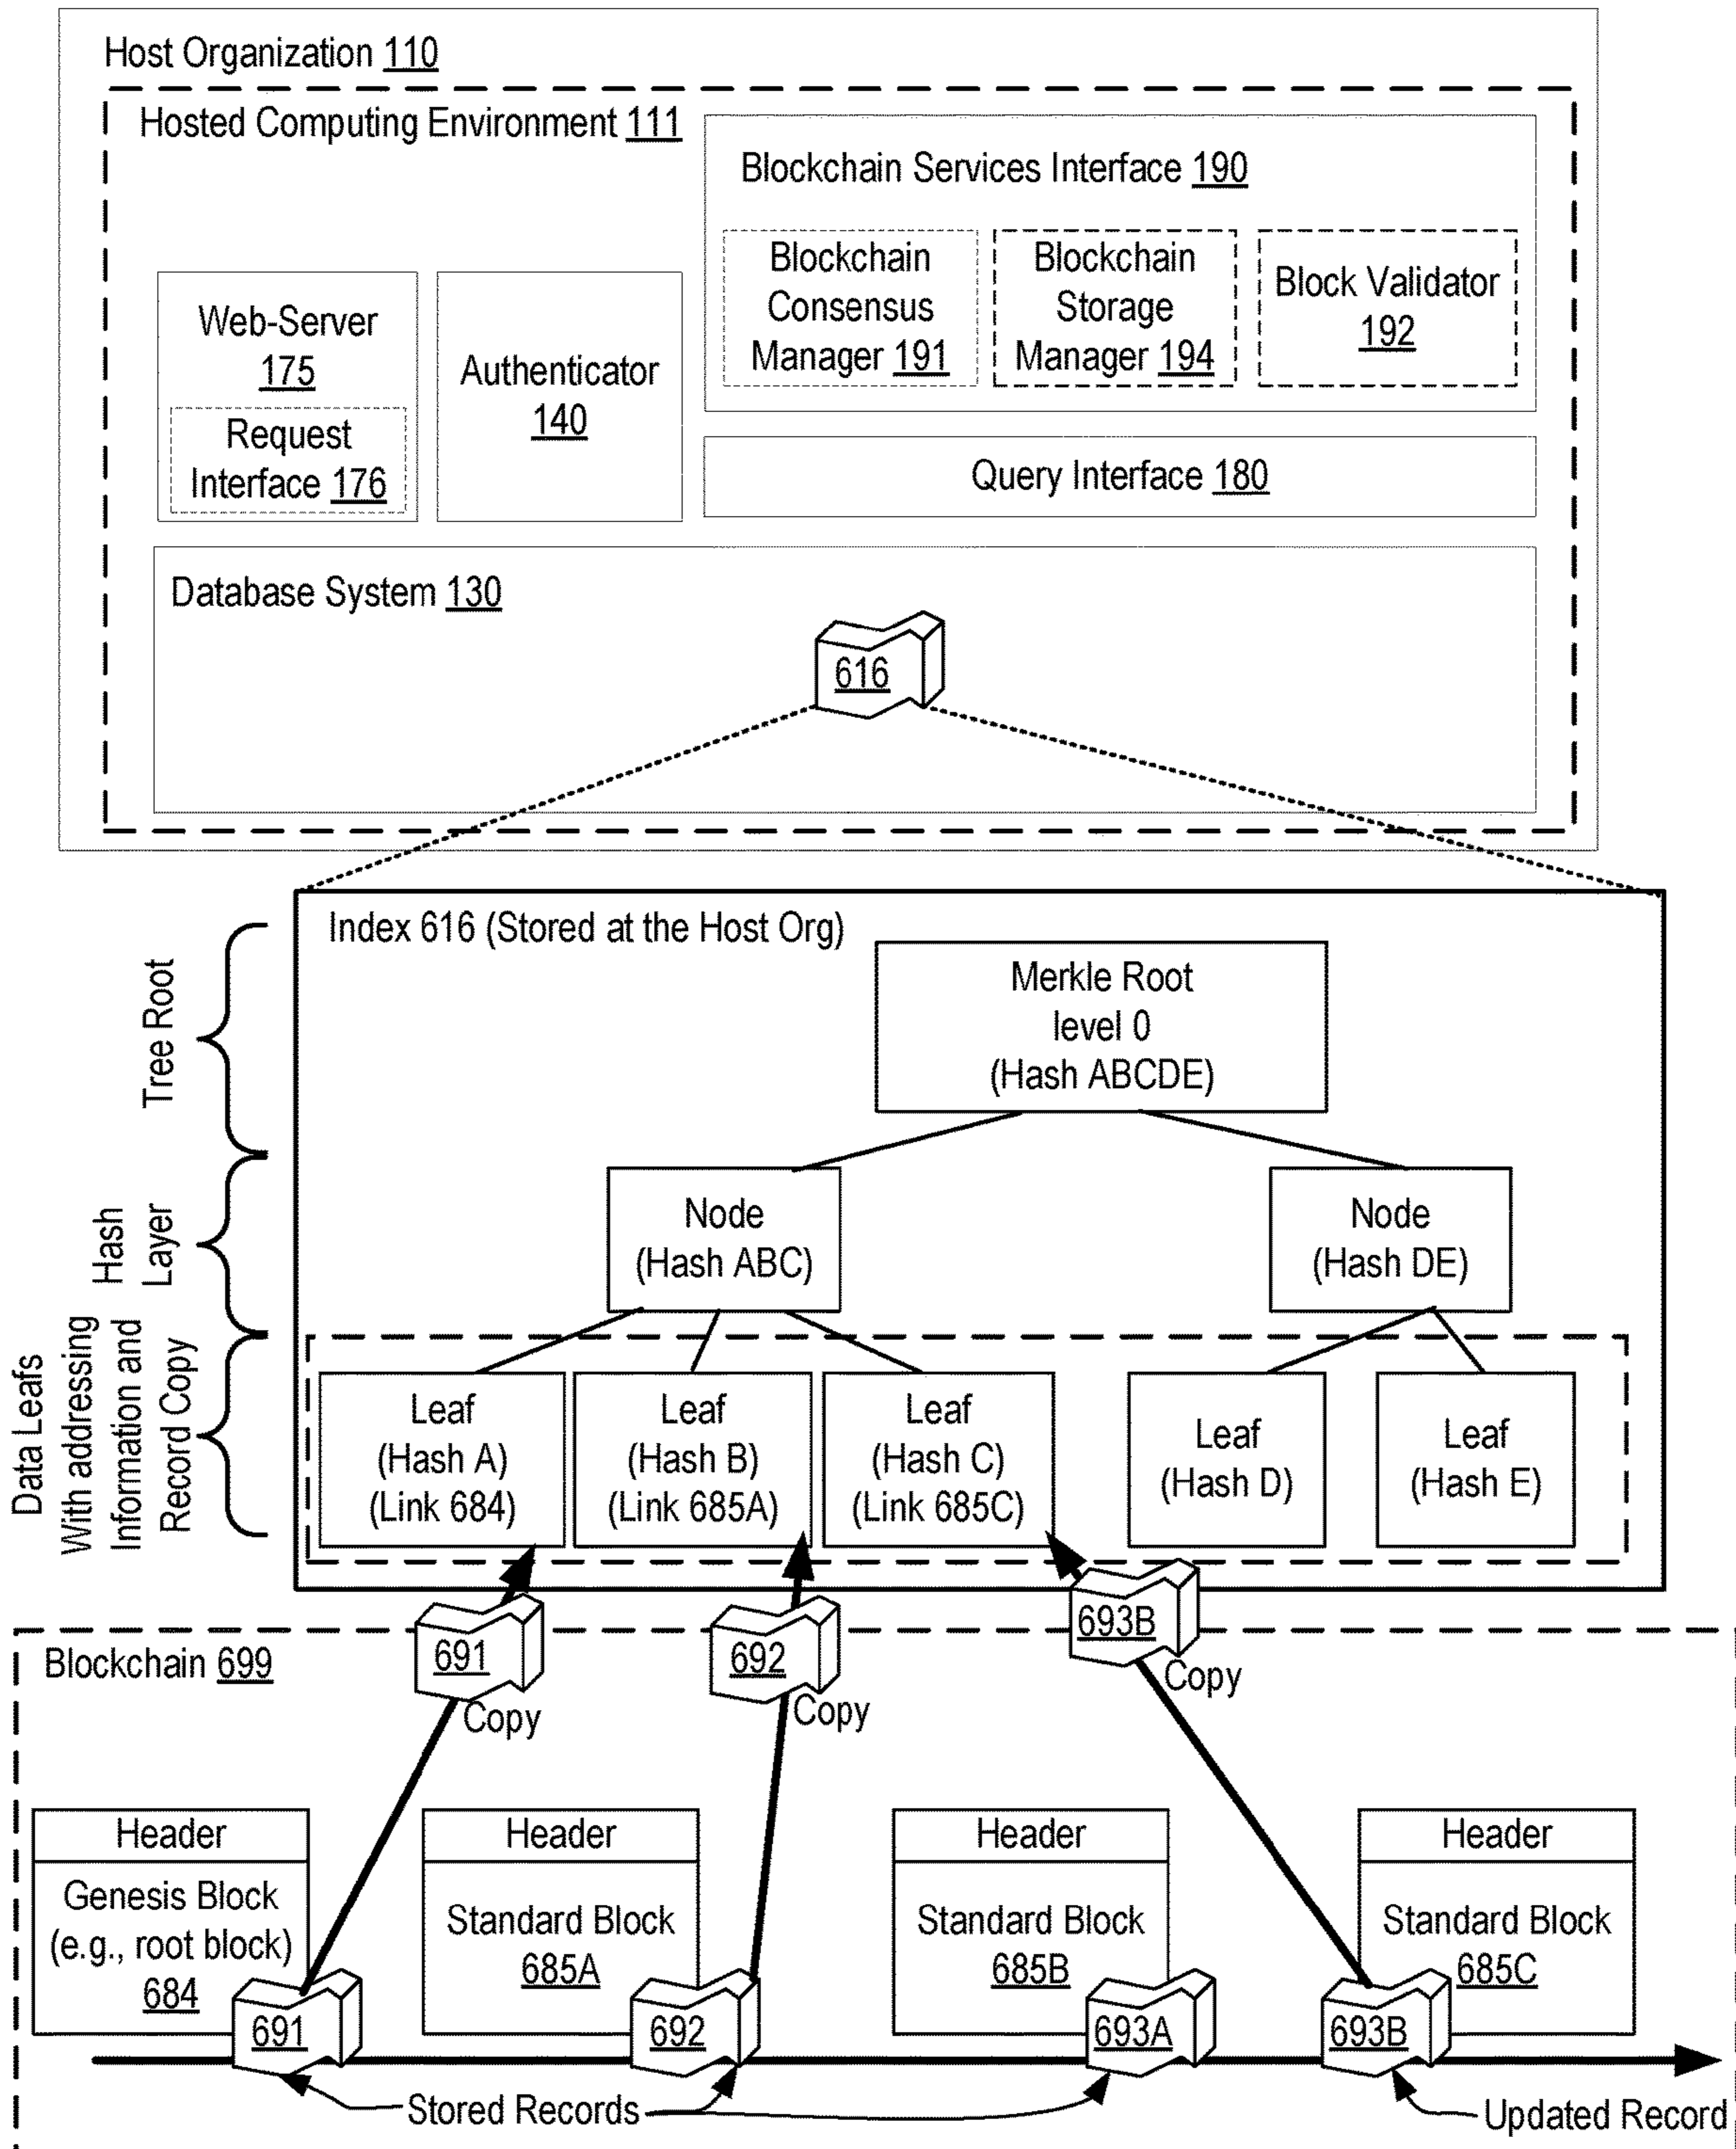 Host Organization 110
Hosted Computing Environment 111
Blockchain Services Interface 190
Blockchain
Consensus
Manager 191
Blockchain
Storage
Manager 194
Block Validator
192
Web-Server
175
Request
Interface 176
Authenticator
140
Query Interface 180
Database System 130
616
Index 616 (Stored at the Host Org)
Tree Root
Merkle Root
level 0
(Hash ABCDE)
Hash
Layer
Node
(Hash ABC)
Node
(Hash DE)
Data Leafs
With addressing
Information and
Record Copy
Leaf
(Hash A)
(Link 684)
Leaf
(Hash B)
(Link 685A)
Leaf
(Hash C)
(Link 685C)
Leaf
(Hash D)
Leaf
(Hash E)
Blockchain 699
691
Copy
692
Copy
693B
Copy
Header
Genesis Block
(e.g., root block)
684
691
Header
Standard Block
685A
692
Header
Standard Block
685B
693A
Header
Standard Block
685C
693B
Stored Records
Updated Record